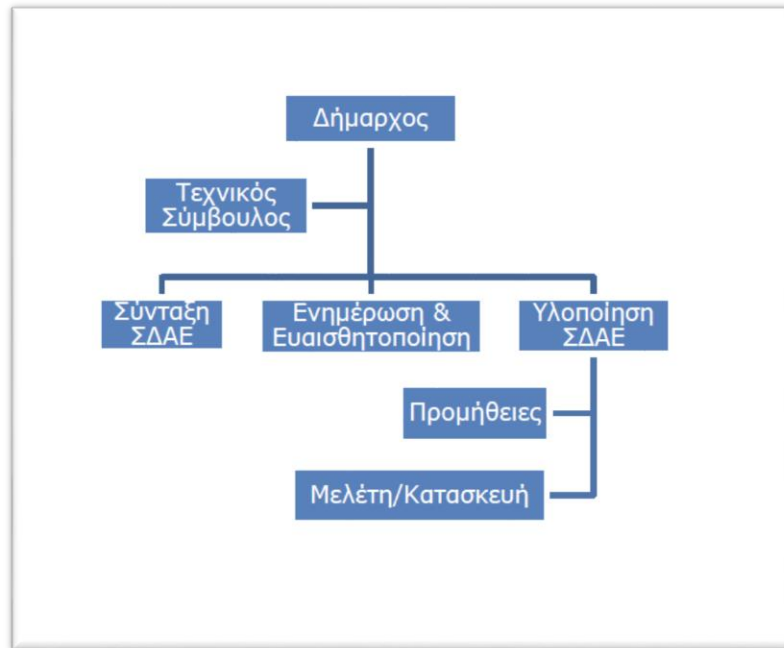 Δήμαρχος
Τεχνικός
Σύμβουλος
Σύνταξη
ΣΔΑΕ
Ενημέρωση &
Ευαισθητοποίηση
Υλοποίηση
ΣΔΑΕ
Προμήθειες
Μελέτη/Κατασκευή